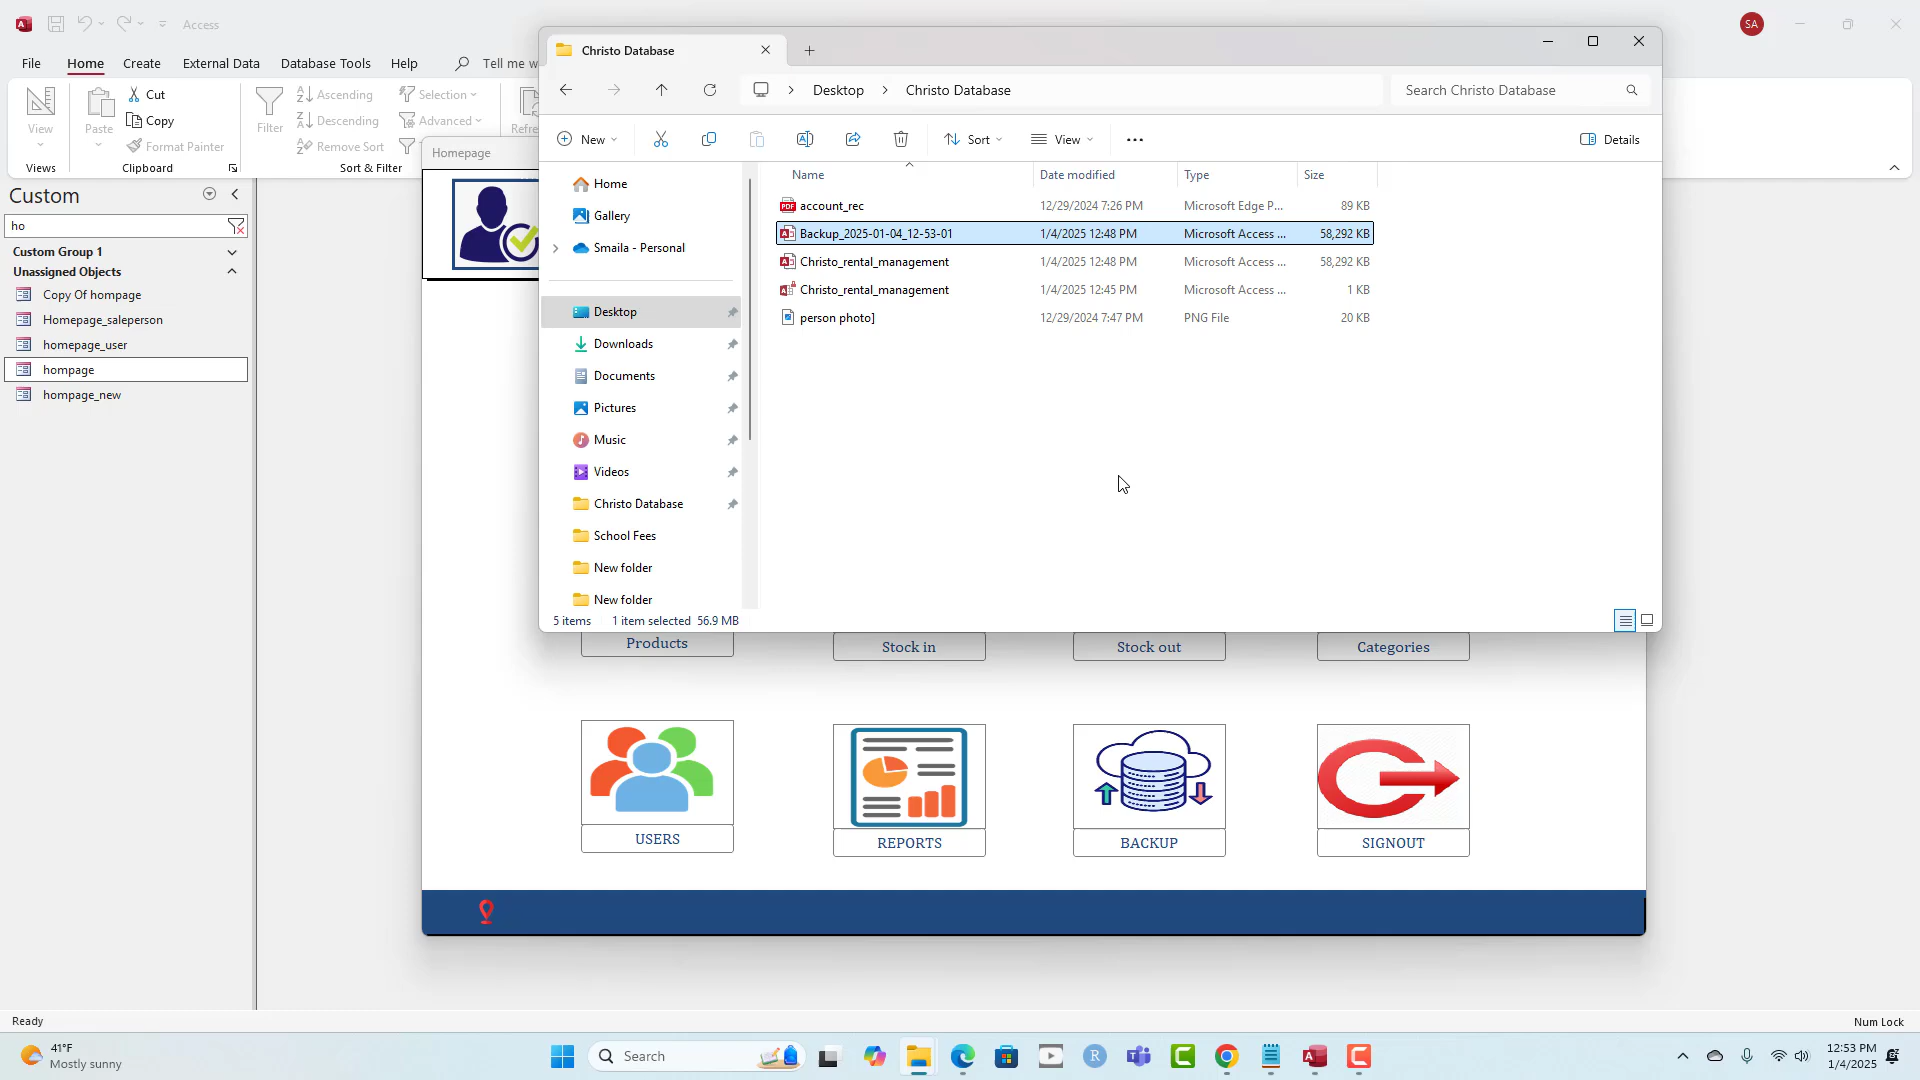 Access
SA
File Home Create External Data Database Tools Help Tell me w
View
Views
Paste
Cut
Copy
Format Painter
Clipboard
Filter
Ascending
Descending
Remove Sort
Selection
Advanced
Sort & Filter
Refre
Custom
ho
Custom Group 1
Unassigned Objects
Copy Of hompage
Homepage_saleperson
homepage_user
hompage
hompage_new
Homepage
Christo Database
Desktop Christo Database
Search Christo Database
New Sort View Details
Home
Gallery
Smaila - Personal
Desktop
Downloads
Documents
Pictures
Music
Videos
Christo Database
School Fees
New folder
New folder
Name Date modified Type Size
account_rec 12/29/2024 7:26 PM Microsoft Edge P... 89 KB
Backup_2025-01-04_12-53-01 1/4/2025 12:48 PM Microsoft Access ... 58,292 KB
Christo_rental_management 1/4/2025 12:48 PM Microsoft Access ... 58,292 KB
Christo_rental_management 1/4/2025 12:45 PM Microsoft Access ... 1 KB
person photo] 12/29/2024 7:47 PM PNG File 20 KB
5 items 1 item selected 56.9 MB
Products Stock in Stock out Categories
USERS REPORTS BACKUP SIGNOUT
Ready
Num Lock
41°F
Mostly sunny
Search
12:53 PM
1/4/2025